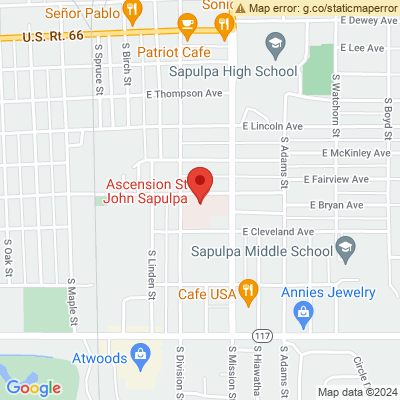 Map error: g.co/staticmaperror
Señor Pablo
Sonic
E Dewey Ave
U.S. Rt. 66
Patriot Cafe
E Lee Ave
Sapulpa High School
S Spruce St
S Birch St
E Thompson Ave
S Watchorn St
S Boyd St
E Lincoln Ave
S Adams St
E McKinley Ave
Ascension St.
John Sapulpa
E Fairview Ave
E Bryan Ave
E Cleveland Ave
S Oak St
S Linden St
Sapulpa Middle School
S Maple St
Cafe USA
Annies Jewelry
117
Atwoods
S Division St
S Mission St
S Hiawatha
S Adams St
Circle
Google
Map data ©2024